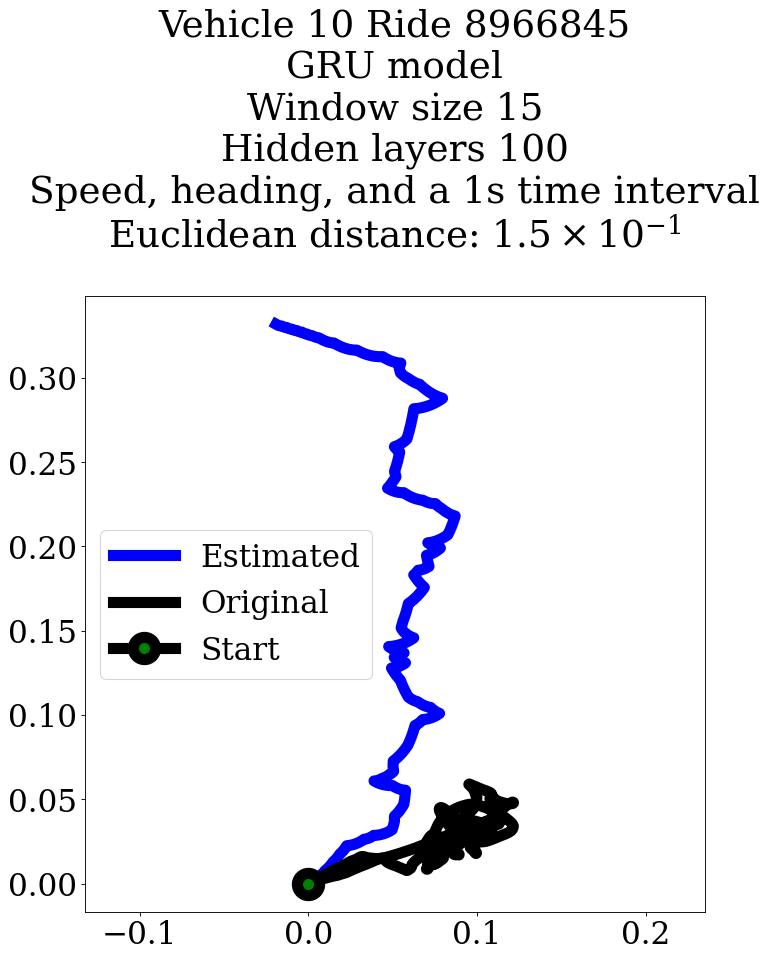 Vehicle 10 Ride 8966845
GRU model
Window size 15
Hidden layers 100
Speed, heading, and a 1s time interval
Euclidean distance: 1.5 × 10⁻¹
0.30
0.25
0.20
0.15
0.10
0.05
0.00
Estimated
Original
Start
−0.1
0.0
0.1
0.2